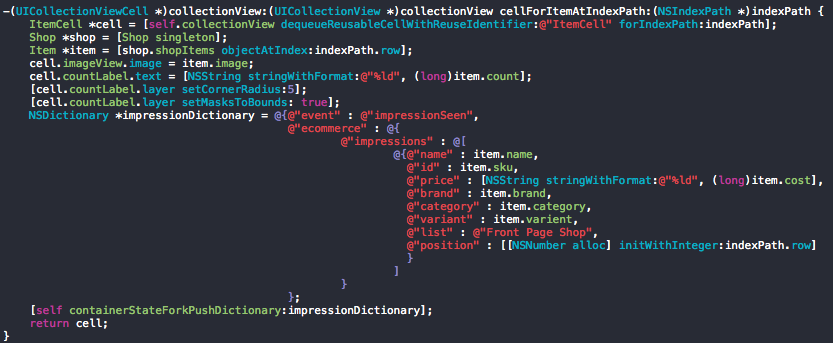 -(UICollectionViewCell *)collectionView:(UICollectionView *)collectionView cellForItemAtIndexPath:(NSIndexPath *)indexPath {
    ItemCell *cell = [self.collectionView dequeueReusableCellWithReuseIdentifier:@"ItemCell" forIndexPath:indexPath];
    Shop *shop = [Shop singleton];
    Item *item = [shop.shopItems objectAtIndex:indexPath.row];
    cell.imageView.image = item.image;
    cell.countLabel.text = [NSString stringWithFormat:@"%ld", (long)item.count];
    [cell.countLabel.layer setCornerRadius:5];
    [cell.countLabel.layer setMasksToBounds: true];
    NSDictionary *impressionDictionary = @{@"event" : @"impressionSeen",
                                           @"ecommerce" : @{
                                                   @"impressions" : @[
                                                           @{@"name" : item.name,
                                                             @"id" : item.sku,
                                                             @"price" : [NSString stringWithFormat:@"%ld", (long)item.cost],
                                                             @"brand" : item.brand,
                                                             @"category" : item.category,
                                                             @"variant" : item.varient,
                                                             @"list" : @"Front Page Shop",
                                                             @"position" : [[NSNumber alloc] initWithInteger:indexPath.row]
                                                             }
                                                           ]
                                                   }
                                           };
    [self containerStateForkPushDictionary:impressionDictionary];
    return cell;
}